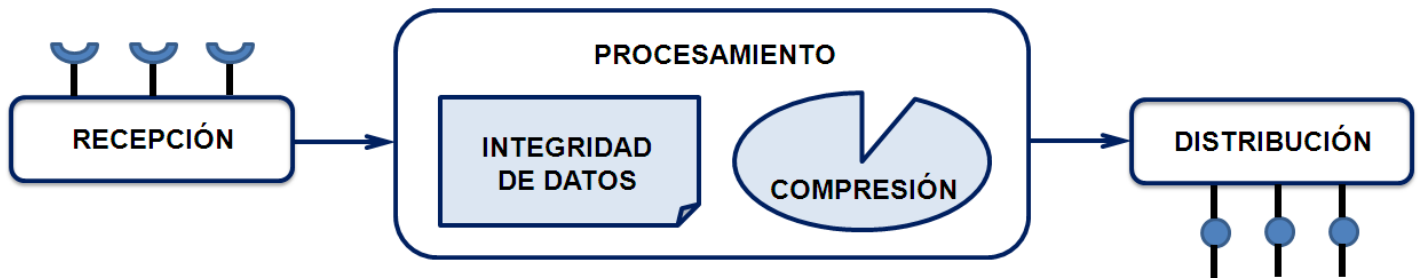 PROCESAMIENTO
RECEPCIÓN
INTEGRIDAD
DE DATOS
COMPRESIÓN
DISTRIBUCIÓN